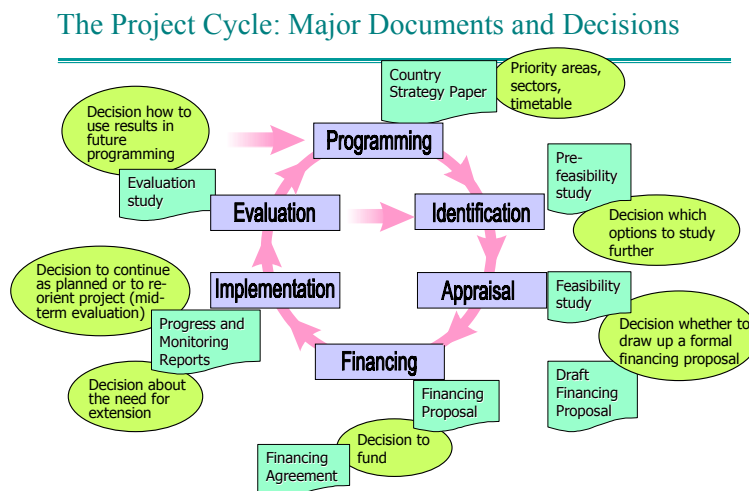 The Project Cycle: Major Documents and Decisions
Country
Strategy Paper
Priority areas,
sectors,
timetable
Decision how to
use results in
future
programming
Programming
Evaluation
study
Evaluation
Identification
Pre-
feasibility
study
Decision which
options to study
further
Decision to continue
as planned or to re-
orient project (mid-
term evaluation)
Implementation
Appraisal
Feasibility
study
Progress and
Monitoring
Reports
Decision whether to
draw up a formal
financing proposal
Financing
Decision about
the need for
extension
Financing
Proposal
Draft
Financing
Proposal
Decision to
fund
Financing
Agreement